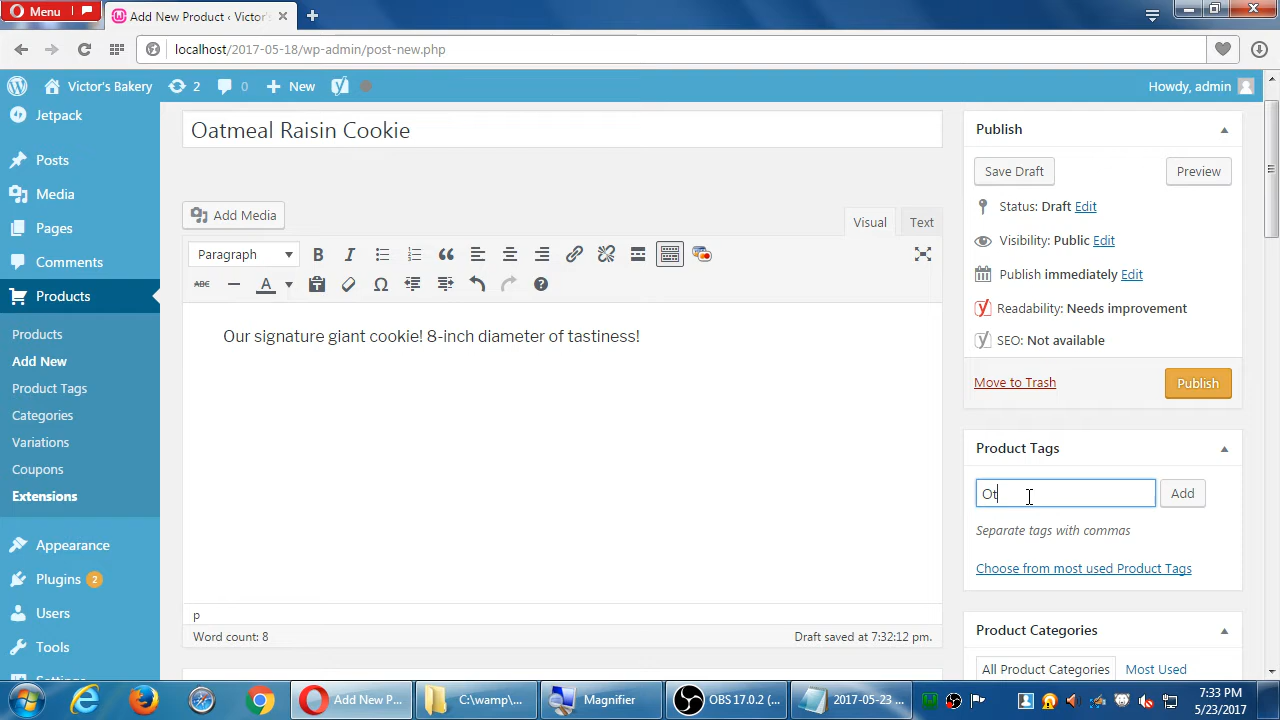 Menu
Add New Product ‹ Victor's
localhost/2017-05-18/wp-admin/post-new.php
Victor's Bakery
2
0
New
Howdy, admin
Jetpack
Posts
Media
Pages
Comments
Products
Products
Add New
Product Tags
Categories
Variations
Coupons
Extensions
Appearance
Plugins 2
Users
Tools
Oatmeal Raisin Cookie
Add Media
Visual
Text
Paragraph
B I
ABC
A
Our signature giant cookie! 8-inch diameter of tastiness!
p
Word count: 8
Draft saved at 7:32:12 pm.
Publish
Save Draft
Preview
Status: Draft Edit
Visibility: Public Edit
Publish immediately Edit
Readability: Needs improvement
SEO: Not available
Move to Trash
Publish
Product Tags
Ot
Add
Separate tags with commas
Choose from most used Product Tags
Product Categories
All Product Categories
Most Used
Add New P...
C:\wamp\...
Magnifier
OBS 17.0.2 (...
2017-05-23 ...
7:33 PM
5/23/2017